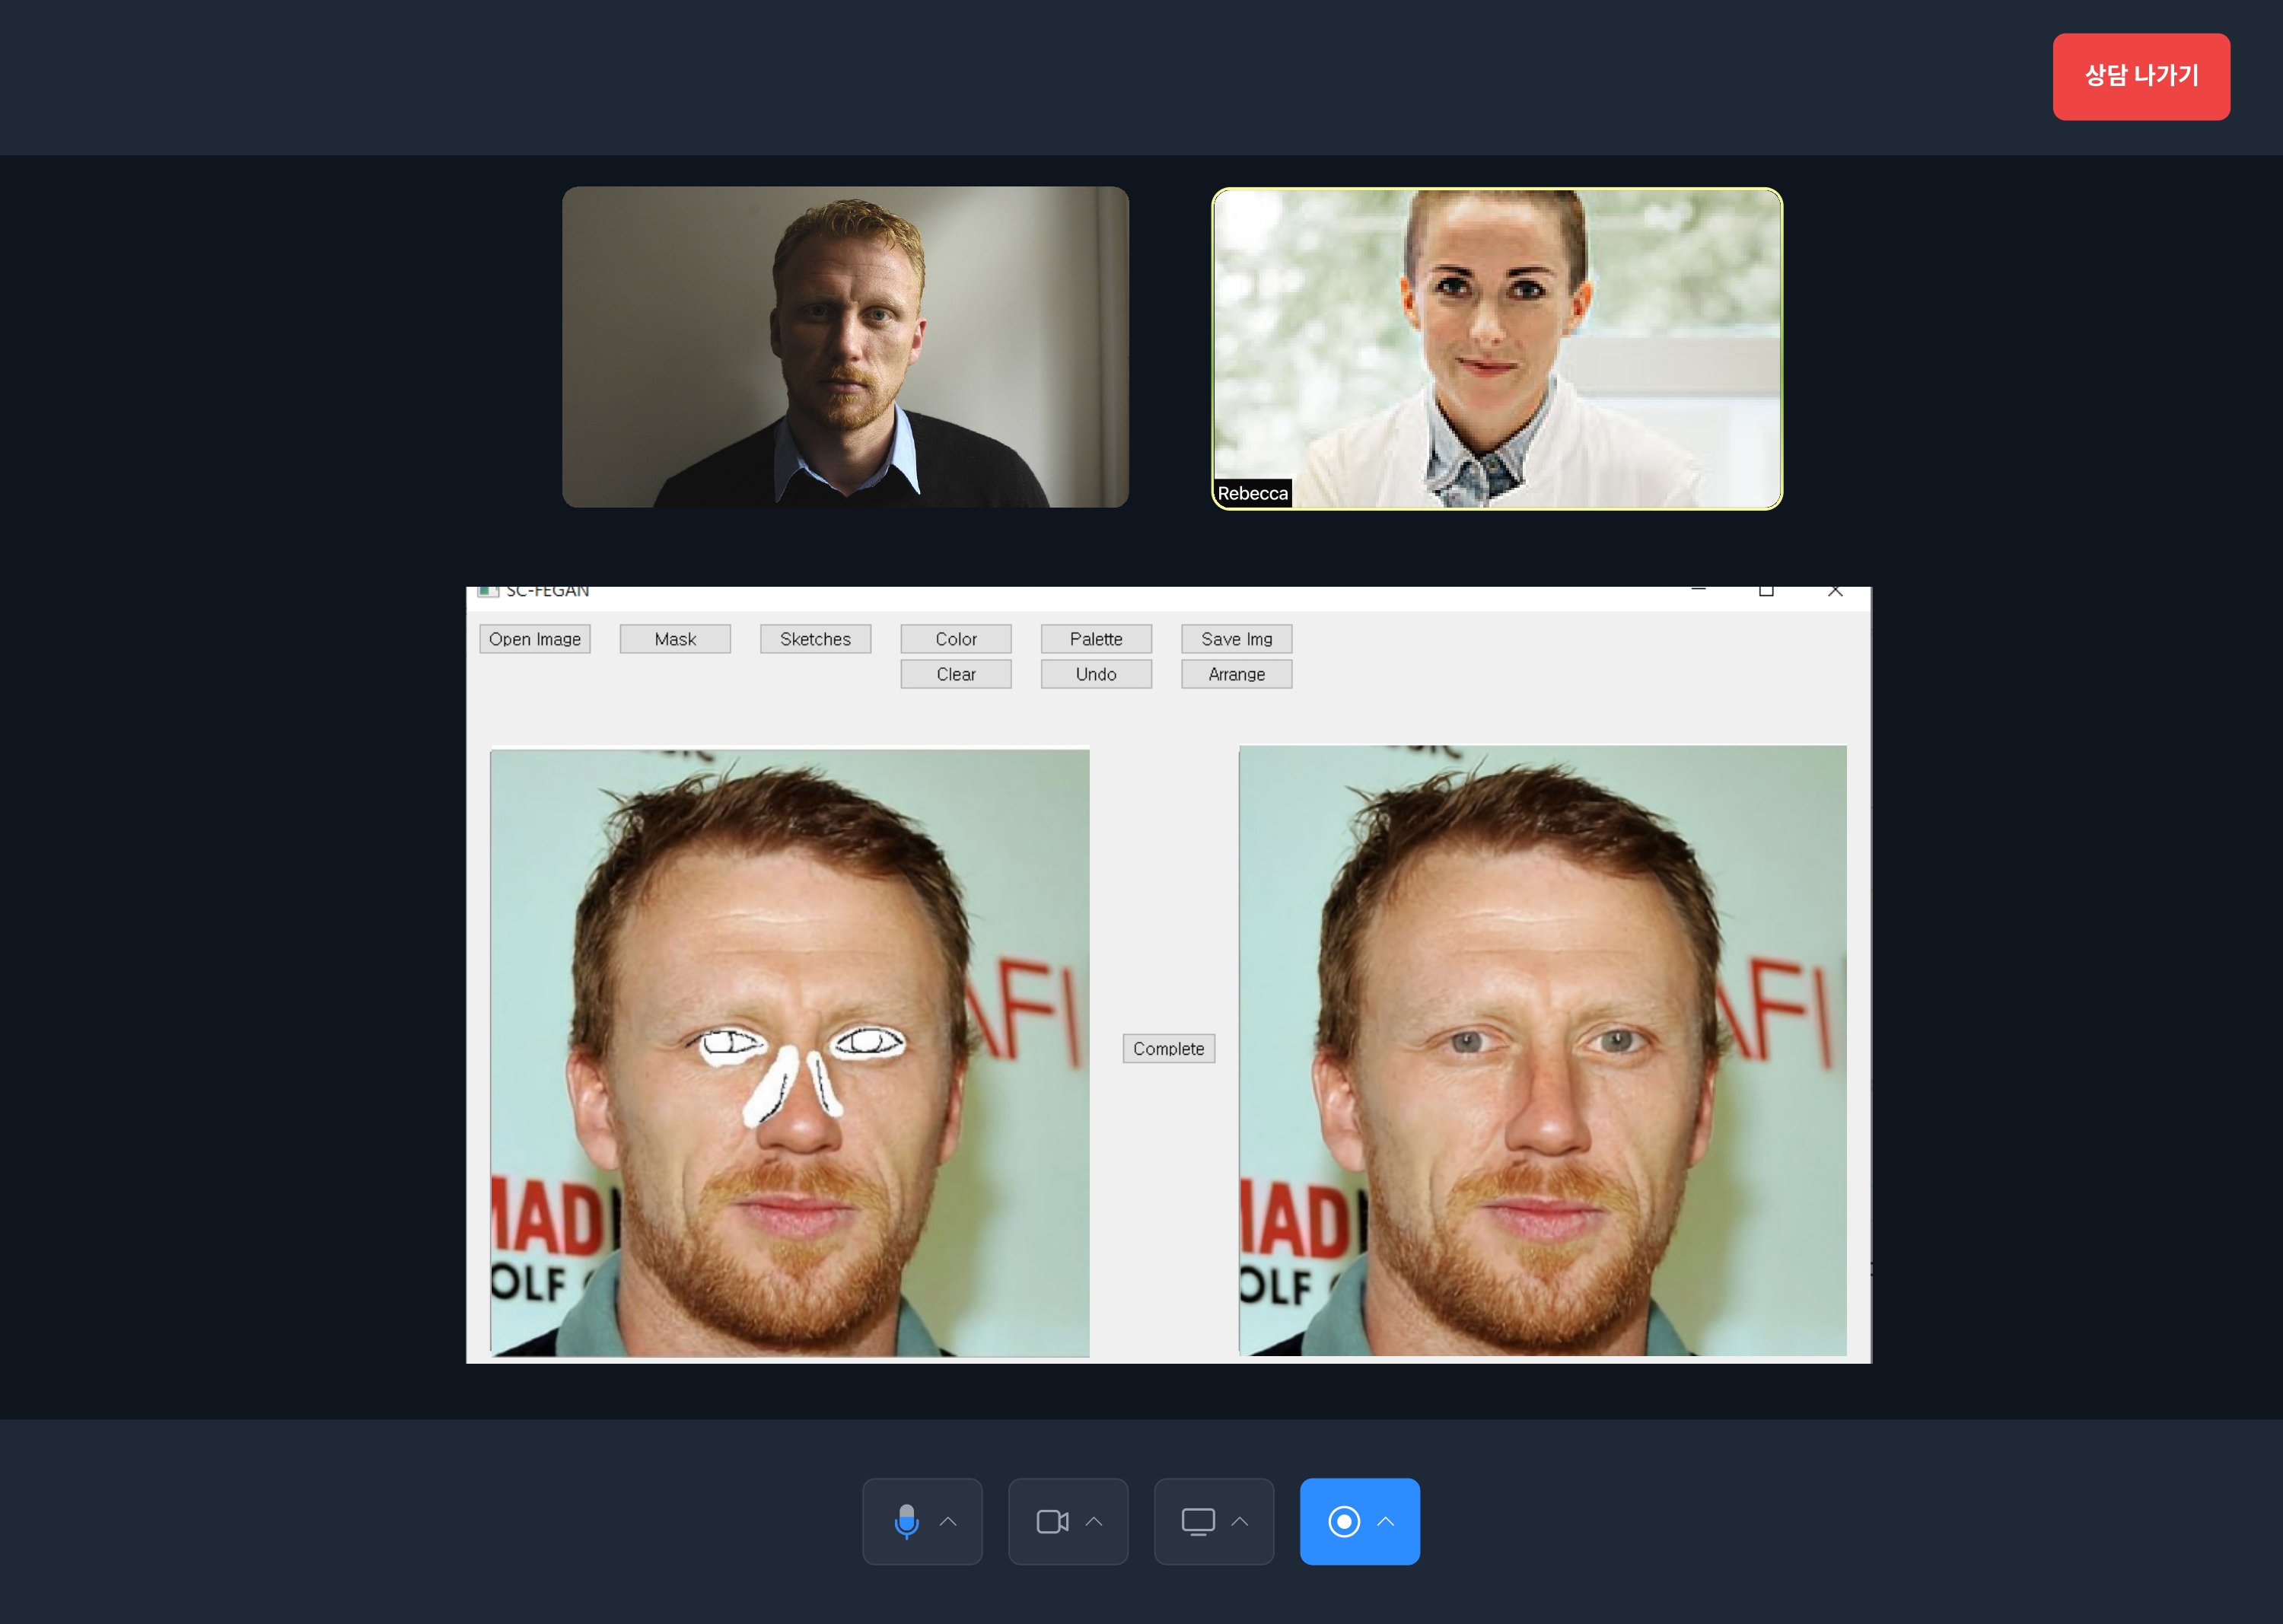 상담 나가기
Rebecca
SC-FEGAN
Open Image Mask Sketches Color Palette Save Img
Clear Undo Arrange
AFI AFI
Complete
MAD MAD
OLF OLF